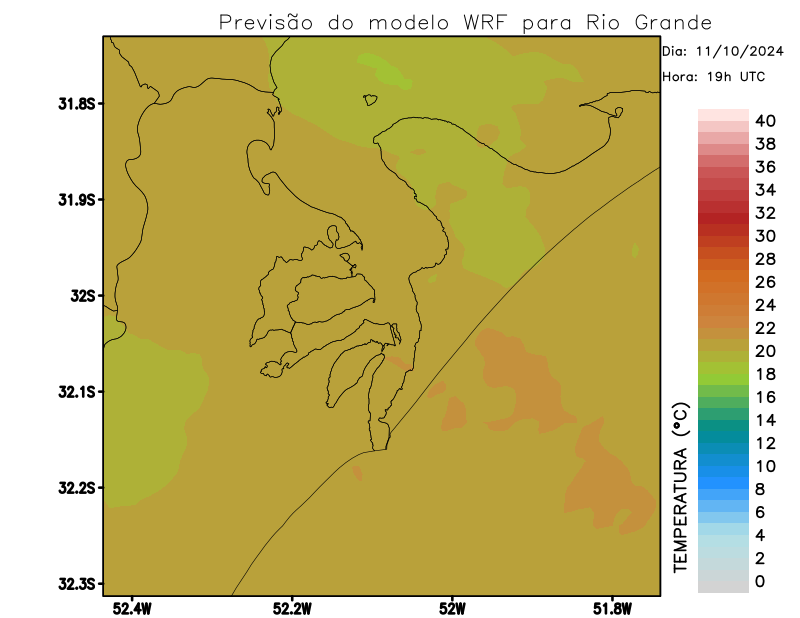 Previsão do modelo WRF para Rio Grande
Dia: 11/10/2024
Hora: 19h UTC
31.8S
31.9S
32S
32.1S
32.2S
32.3S
52.4W
52.2W
52W
51.8W
TEMPERATURA (°C)
40
38
36
34
32
30
28
26
24
22
20
18
16
14
12
10
8
6
4
2
0